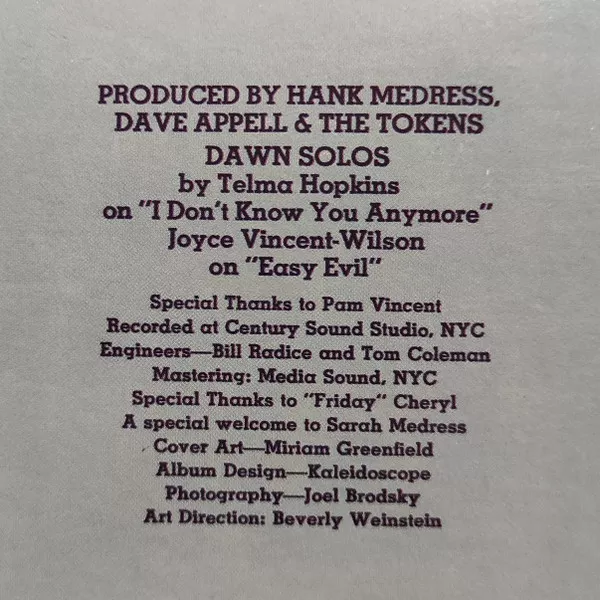 PRODUCED BY HANK MEDRESS,
DAVE APPELL & THE TOKENS
DAWN SOLOS
by Telma Hopkins
on "I Don't Know You Anymore"
Joyce Vincent-Wilson
on "Easy Evil"
Special Thanks to Pam Vincent
Recorded at Century Sound Studio, NYC
Engineers—Bill Radice and Tom Coleman
Mastering: Media Sound, NYC
Special Thanks to "Friday" Cheryl
A special welcome to Sarah Medress
Cover Art—Miriam Greenfield
Album Design—Kaleidoscope
Photography—Joel Brodsky
Art Direction: Beverly Weinstein